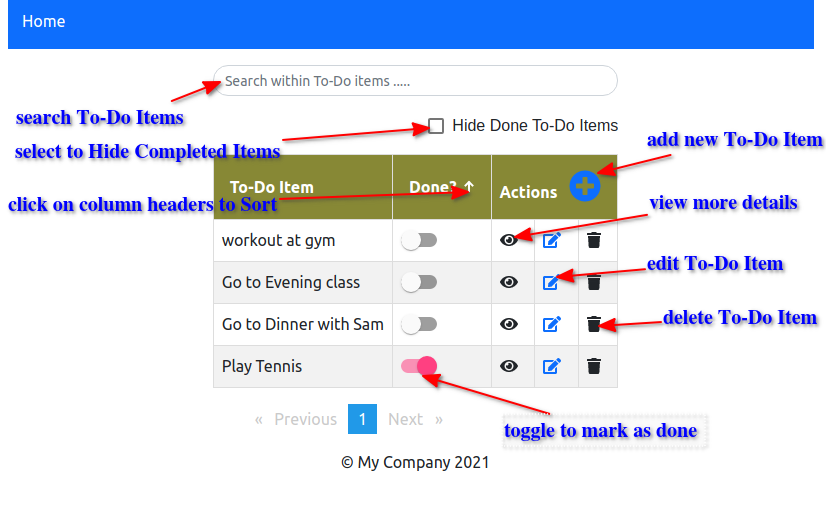 Home
Search within To-Do items .....
search To-Do Items
Hide Done To-Do Items
select to Hide Completed Items
add new To-Do Item
To-Do Item Done? ↑ Actions
click on column headers to Sort
view more details
workout at gym
edit To-Do Item
Go to Evening class
delete To-Do Item
Go to Dinner with Sam
Play Tennis
« Previous 1 Next »
toggle to mark as done
© My Company 2021